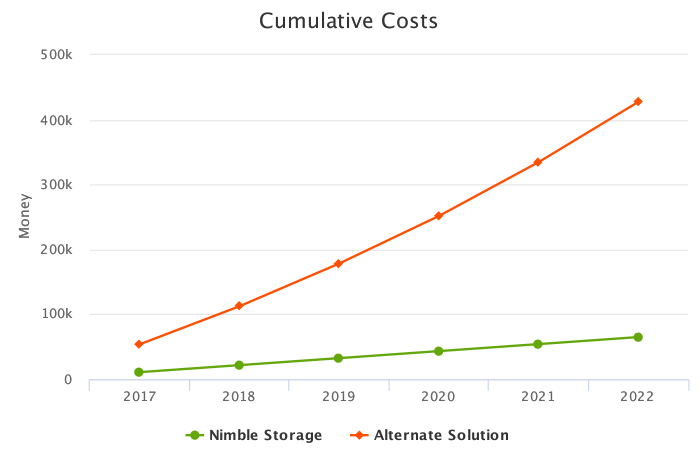 Cumulative Costs
500k
400k
300k
200k
100k
0
Money
2017 2018 2019 2020 2021 2022
Nimble Storage Alternate Solution